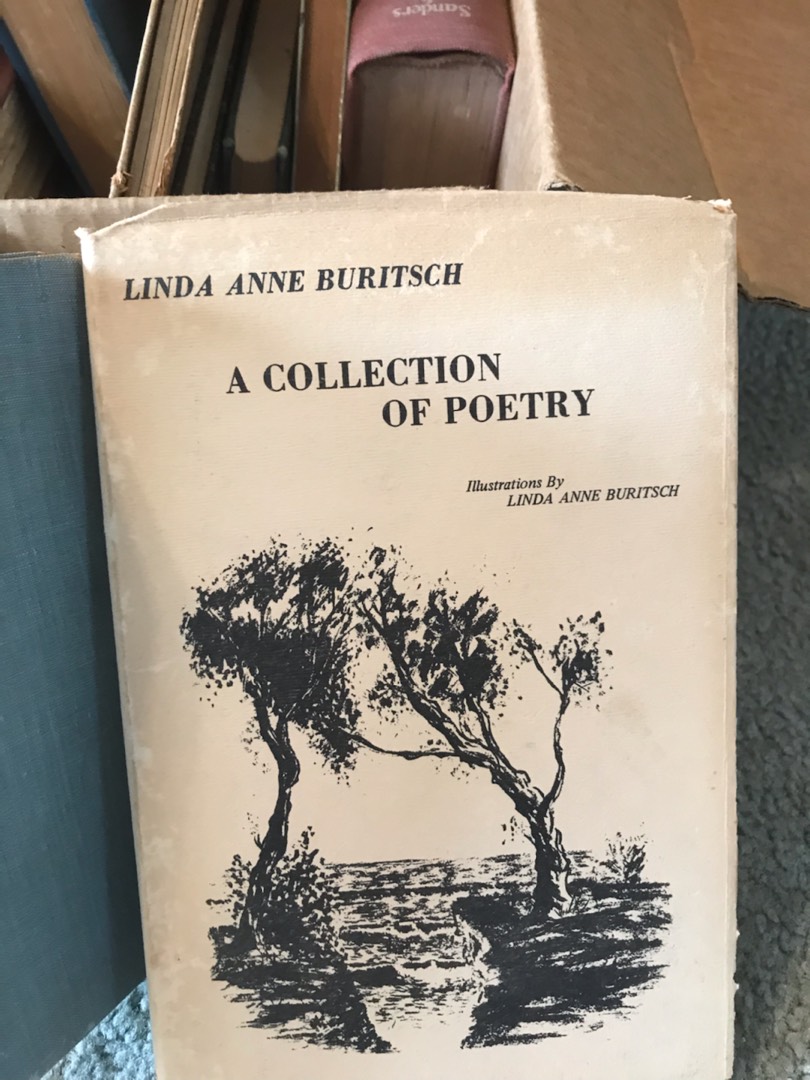 Sanders
LINDA ANNE BURITSCH
A COLLECTION
OF POETRY
Illustrations By
LINDA ANNE BURITSCH